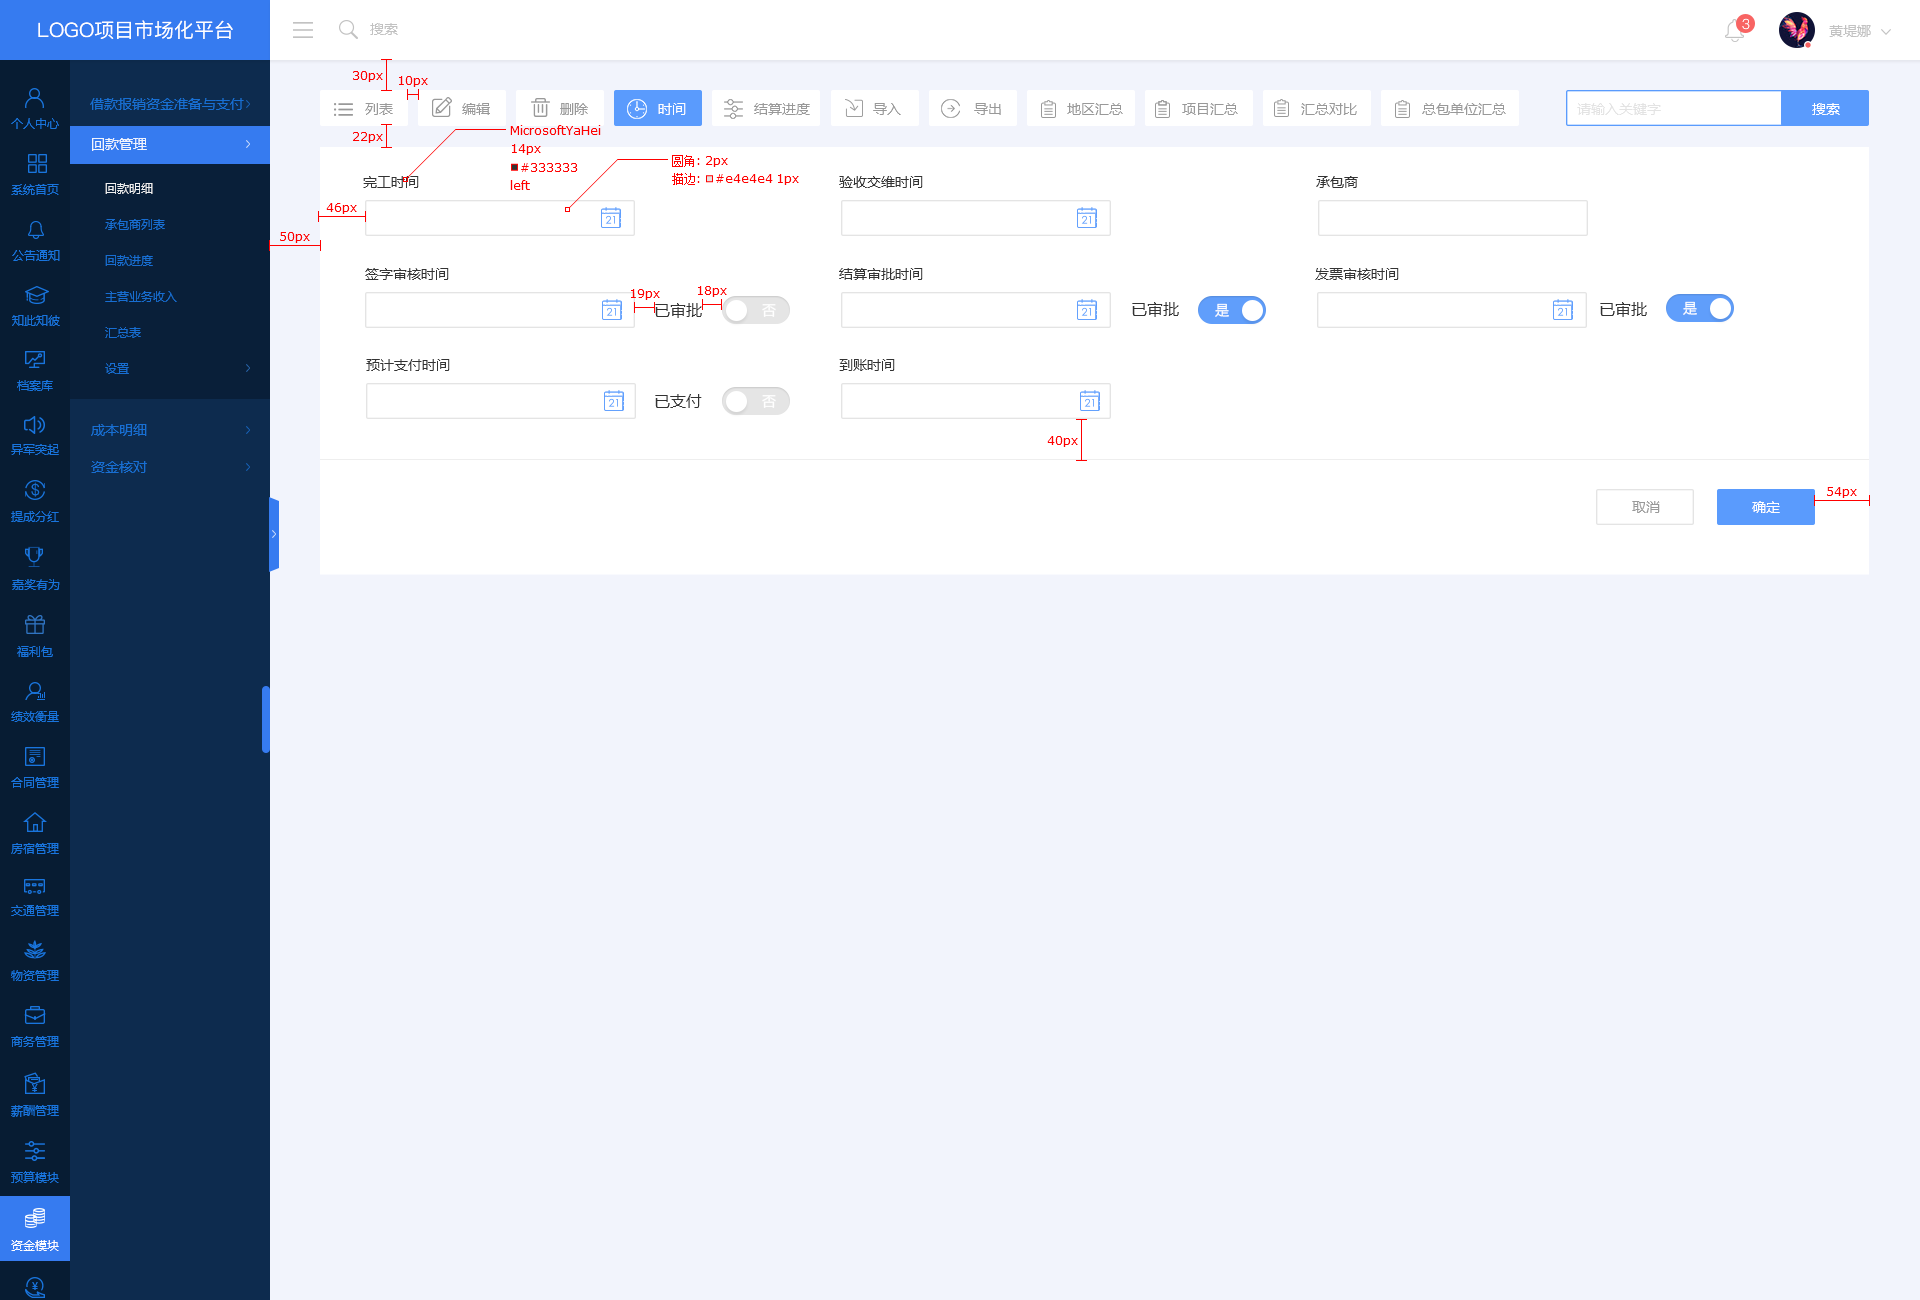 LOGO项目市场化平台
搜索
3
黄堤娜
个人中心
系统首页
公告通知
知此知彼
档案库
异军突起
提成分红
嘉奖有为
福利包
绩效衡量
合同管理
房宿管理
交通管理
物资管理
商务管理
薪酬管理
预算模块
资金模块
借款报销资金准备与支付
回款管理
回款明细
承包商列表
回款进度
主营业务收入
汇总表
设置
成本明细
资金核对
30px
10px
列表
编辑
删除
时间
结算进度
导入
导出
地区汇总
项目汇总
汇总对比
总包单位汇总
请输入关键字
搜索
22px
MicrosoftYaHei
14px
#333333
left
圆角: 2px
描边: #e4e4e4 1px
完工时间
验收交维时间
承包商
46px
21
21
50px
签字审核时间
结算审批时间
发票审核时间
21
19px
已审批
18px
否
21
已审批
是
21
已审批
是
预计支付时间
到账时间
21
已支付
否
21
40px
取消
确定
54px